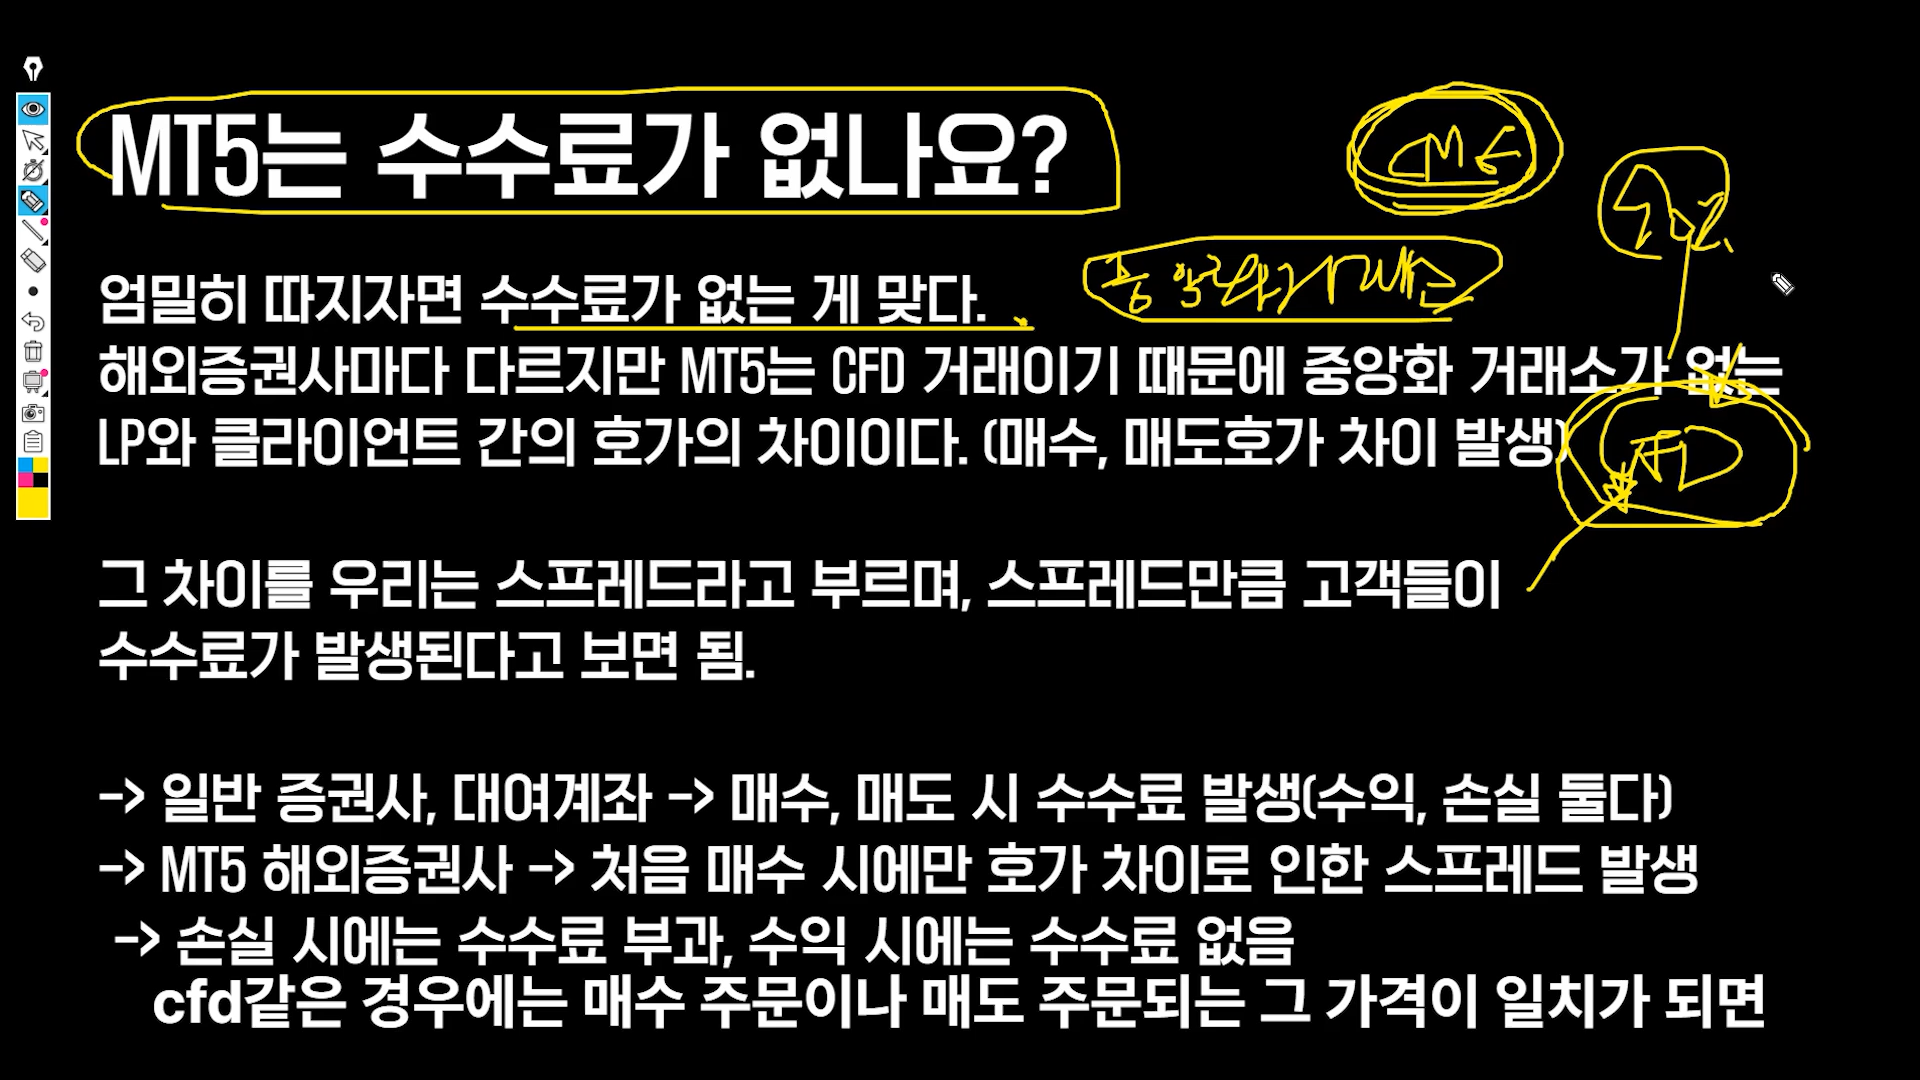 MT5는 수수료가 없나요?
CME
엄밀히 따지자면 수수료가 없는 게 맞다.
중앙화거래소
해외증권사마다 다르지만 MT5는 CFD 거래이기 때문에 중앙화 거래소가 없는
LP와 클라이언트 간의 호가의 차이이다. (매수, 매도호가 차이 발생)
그 차이를 우리는 스프레드라고 부르며, 스프레드만큼 고객들이
수수료가 발생된다고 보면 됨.
-> 일반 증권사, 대여계좌 -> 매수, 매도 시 수수료 발생(수익, 손실 둘다)
-> MT5 해외증권사 -> 처음 매수 시에만 호가 차이로 인한 스프레드 발생
-> 손실 시에는 수수료 부과, 수익 시에는 수수료 없음
cfd같은 경우에는 매수 주문이나 매도 주문되는 그 가격이 일치가 되면